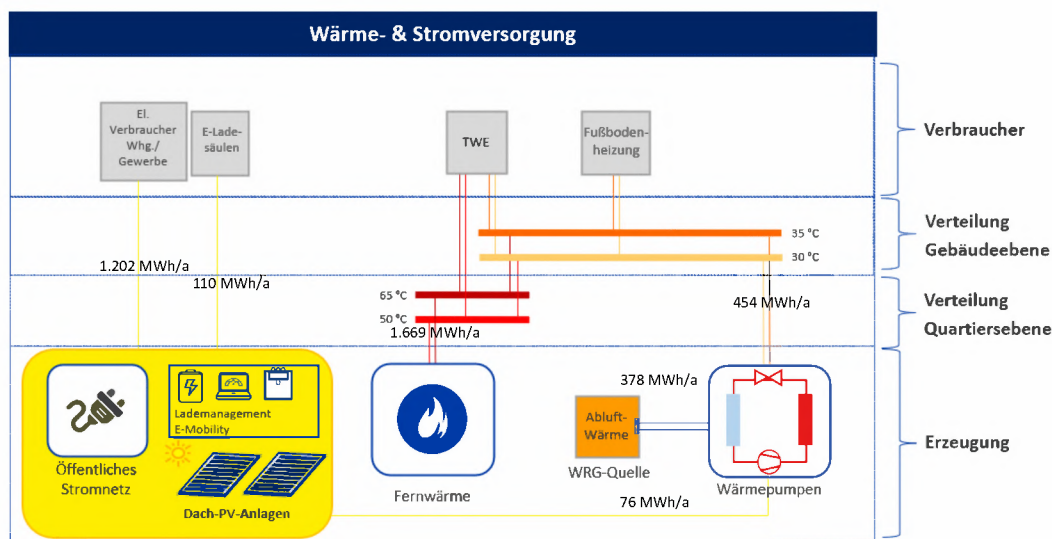 Wärme- & Stromversorgung
El.
Verbraucher
Whg./
Gewerbe
E-Lade-
säulen
TWE
Fußboden-
heizung
Verbraucher
35 °C
30 °C
Verteilung
Gebäudeebene
1.202 MWh/a
110 MWh/a
65 °C
50 °C
1.669 MWh/a
454 MWh/a
Verteilung
Quartiersebene
Lademanagement
E-Mobility
Öffentliches
Stromnetz
Dach-PV-Anlagen
Fernwärme
378 MWh/a
Abluft-
Wärme
WRG-Quelle
Wärmepumpen
76 MWh/a
Erzeugung